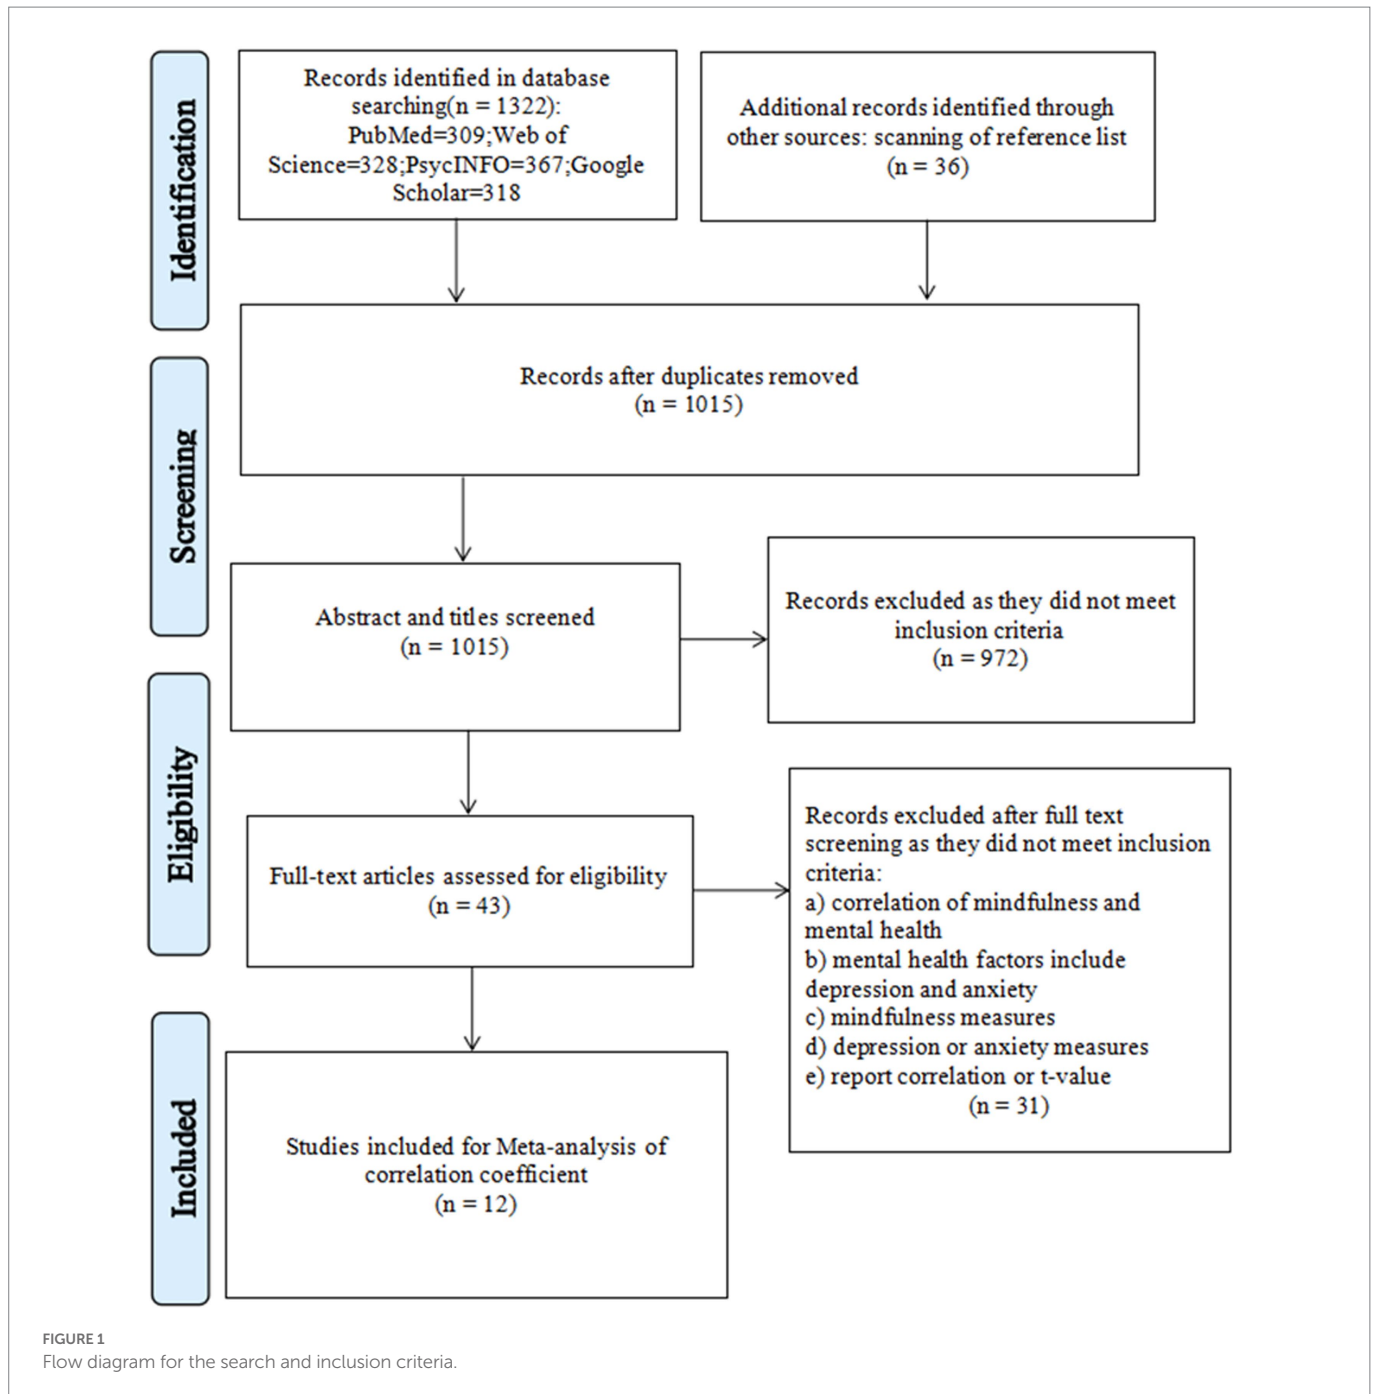 Identification
Records identified in database
searching(n = 1322):
PubMed=309;Web of
Science=328;PsycINFO=367;Google
Scholar=318
Additional records identified through
other sources: scanning of reference list
(n = 36)
Records after duplicates removed
(n = 1015)
Screening
Abstract and titles screened
(n = 1015)
Records excluded as they did not meet
inclusion criteria
(n = 972)
Eligibility
Full-text articles assessed for eligibility
(n = 43)
Records excluded after full text
screening as they did not meet inclusion
criteria:
a) correlation of mindfulness and
mental health
b) mental health factors include
depression and anxiety
c) mindfulness measures
d) depression or anxiety measures
e) report correlation or t-value
(n = 31)
Included
Studies included for Meta-analysis of
correlation coefficient
(n = 12)
FIGURE 1
Flow diagram for the search and inclusion criteria.